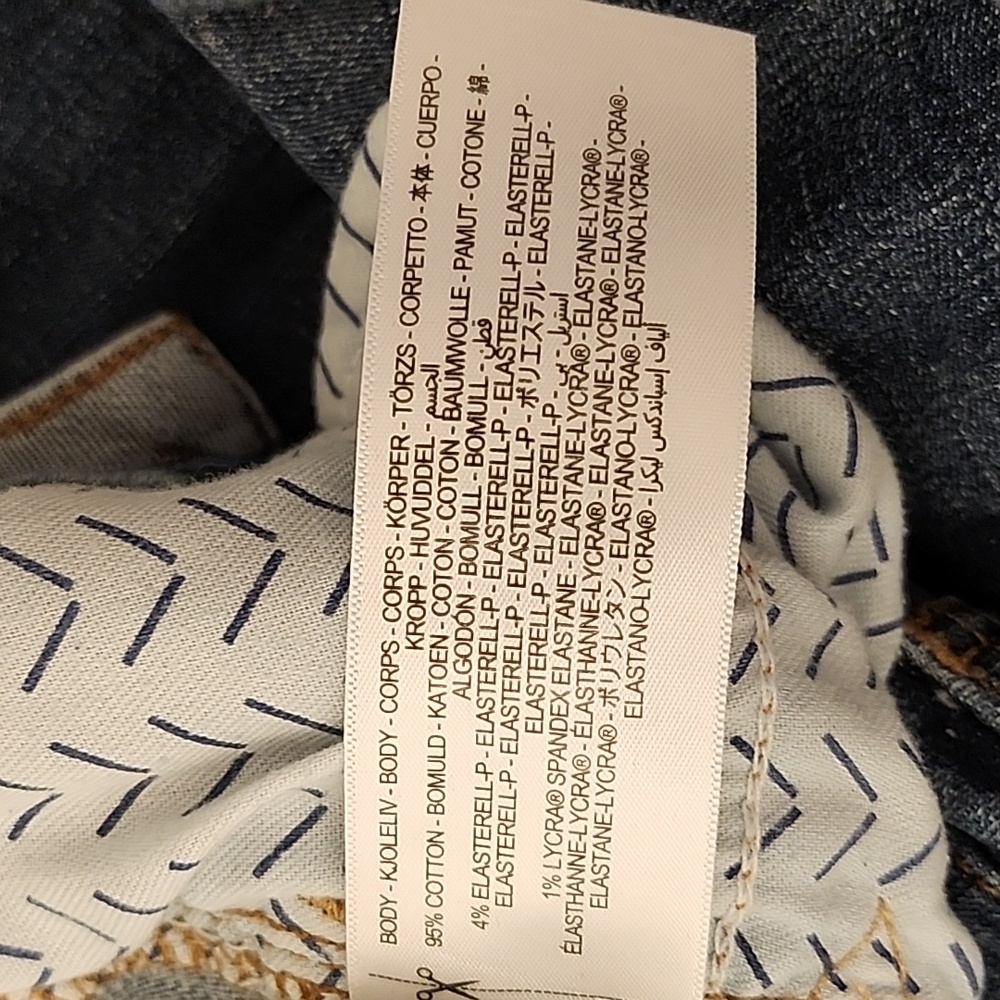 BODY - KJOLELIV - BODY - CORPS - CORPS - KÖRPER - TÖRZS - CORPETTO - 本体 - CUERPO -
KROPP - HUVUDDEL - الجسم
95% COTTON - BOMULD - KATOEN - COTON - COTON - BAUMWOLLE - PAMUT - COTONE - 綿 -
ALGODÓN - BOMULL - BOMULL - قطن
4% ELASTERELL-P - ELASTERELL-P - ELASTERELL-P - ELASTERELL-P - ELASTERELL-P -
ELASTERELL-P - ELASTERELL-P - ELASTERELL-P - ポリエステル - ELASTERELL-P -
ELASTERELL-P - ELASTERELL-P -
1% LYCRA® SPANDEX ELASTANE - ELASTANE-LYCRA® - ELASTANE-LYCRA® -
ÉLASTHANNE-LYCRA® - ÉLASTHANNE-LYCRA® - ELASTANE-LYCRA® - ELASTANE-LYCRA® -
ELASTANE-LYCRA® - ポリウレタン - ELASTANO-LYCRA® - ELASTANO-LYCRA® -
ELASTANO-LYCRA® - ألياف إسباندكس ليكرا